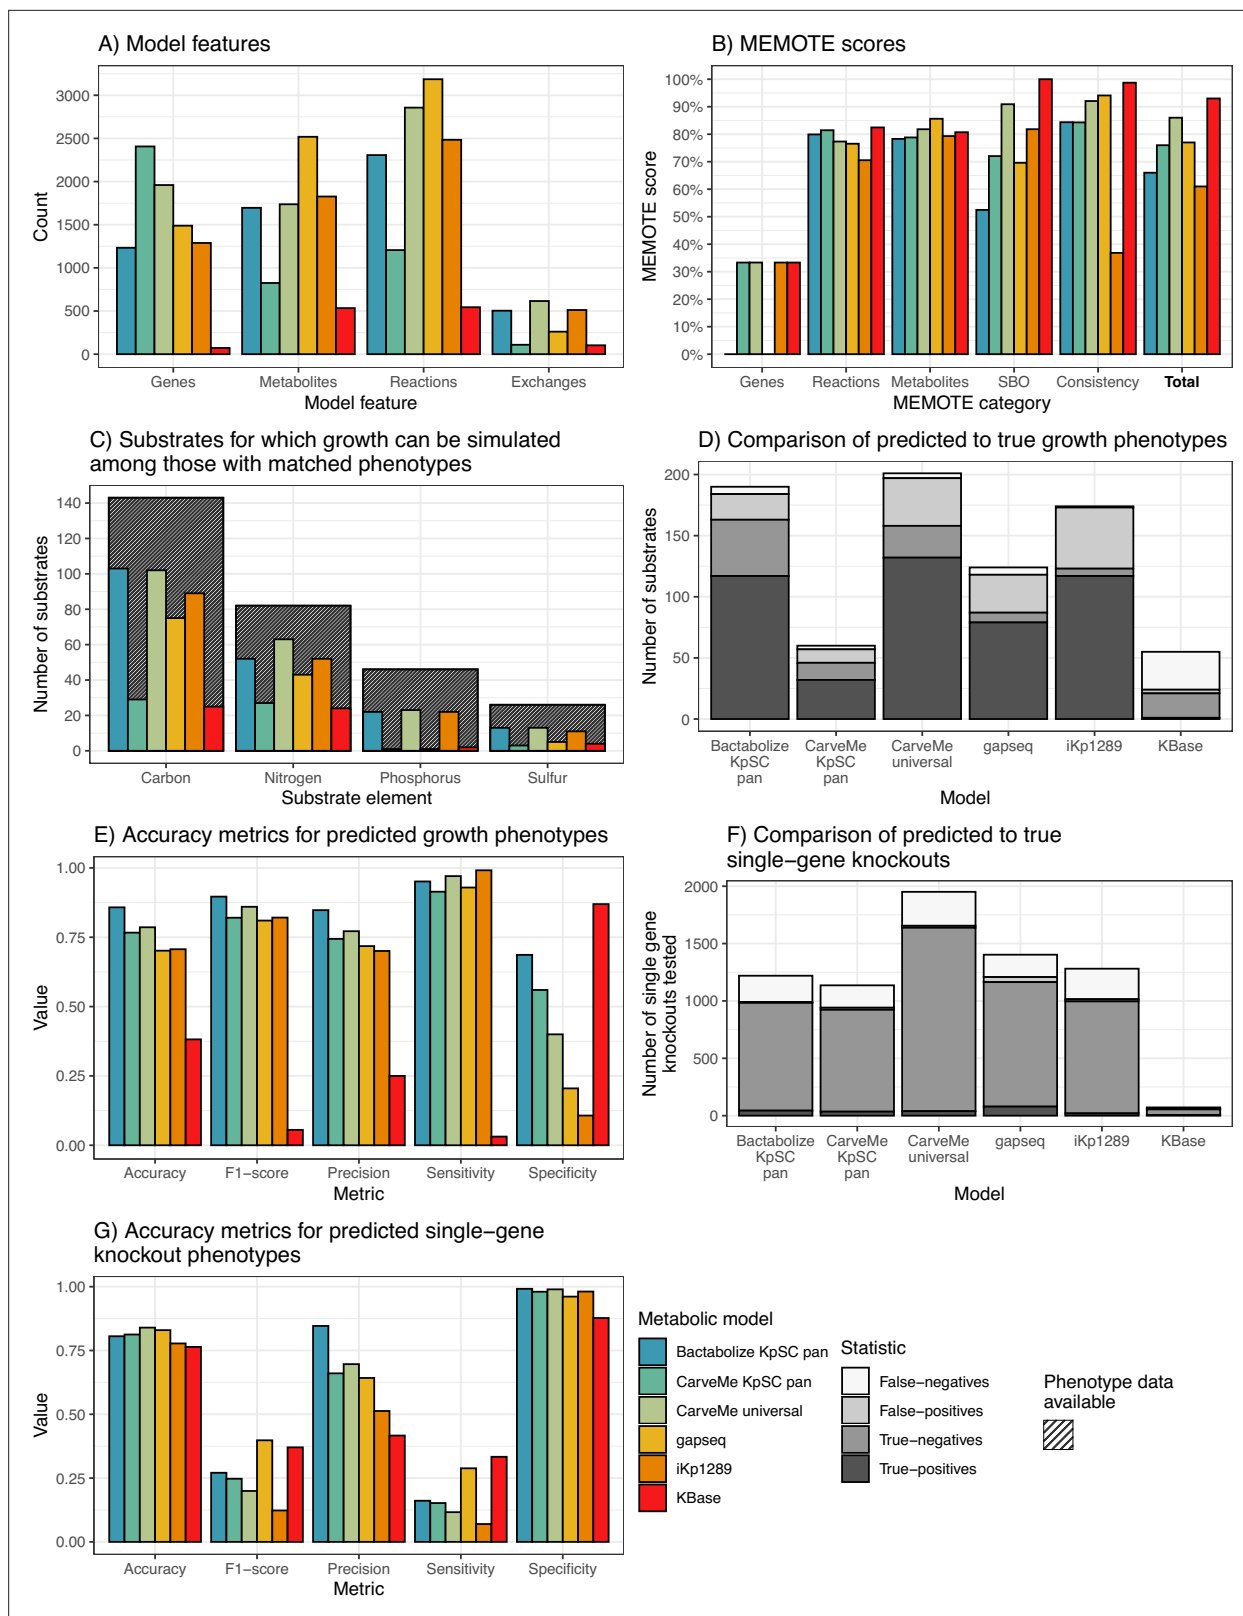 A) Model features
3000
2500
2000
1500
1000
500
0
Count
Genes Metabolites Reactions Exchanges
Model feature
B) MEMOTE scores
100%
90%
80%
70%
60%
50%
40%
30%
20%
10%
0%
MEMOTE score
Genes Reactions Metabolites SBO Consistency Total
MEMOTE category
C) Substrates for which growth can be simulated
among those with matched phenotypes
140
120
100
80
60
40
20
0
Number of substrates
Carbon Nitrogen Phosphorus Sulfur
Substrate element
D) Comparison of predicted to true growth phenotypes
200
150
100
50
0
Number of substrates
Bactabolize KpSC pan
CarveMe KpSC pan
CarveMe universal
gapseq
iKp1289
KBase
Model
E) Accuracy metrics for predicted growth phenotypes
1.00
0.75
0.50
0.25
0.00
Value
Accuracy F1−score Precision Sensitivity Specificity
Metric
F) Comparison of predicted to true
single−gene knockouts
2000
1500
1000
500
0
Number of single gene
knockouts tested
Bactabolize KpSC pan
CarveMe KpSC pan
CarveMe universal
gapseq
iKp1289
KBase
Model
G) Accuracy metrics for predicted single−gene
knockout phenotypes
1.00
0.75
0.50
0.25
0.00
Value
Accuracy F1−score Precision Sensitivity Specificity
Metric
Metabolic model
Bactabolize KpSC pan
CarveMe KpSC pan
CarveMe universal
gapseq
iKp1289
KBase
Statistic
False−negatives
False−positives
True−negatives
True−positives
Phenotype data
available